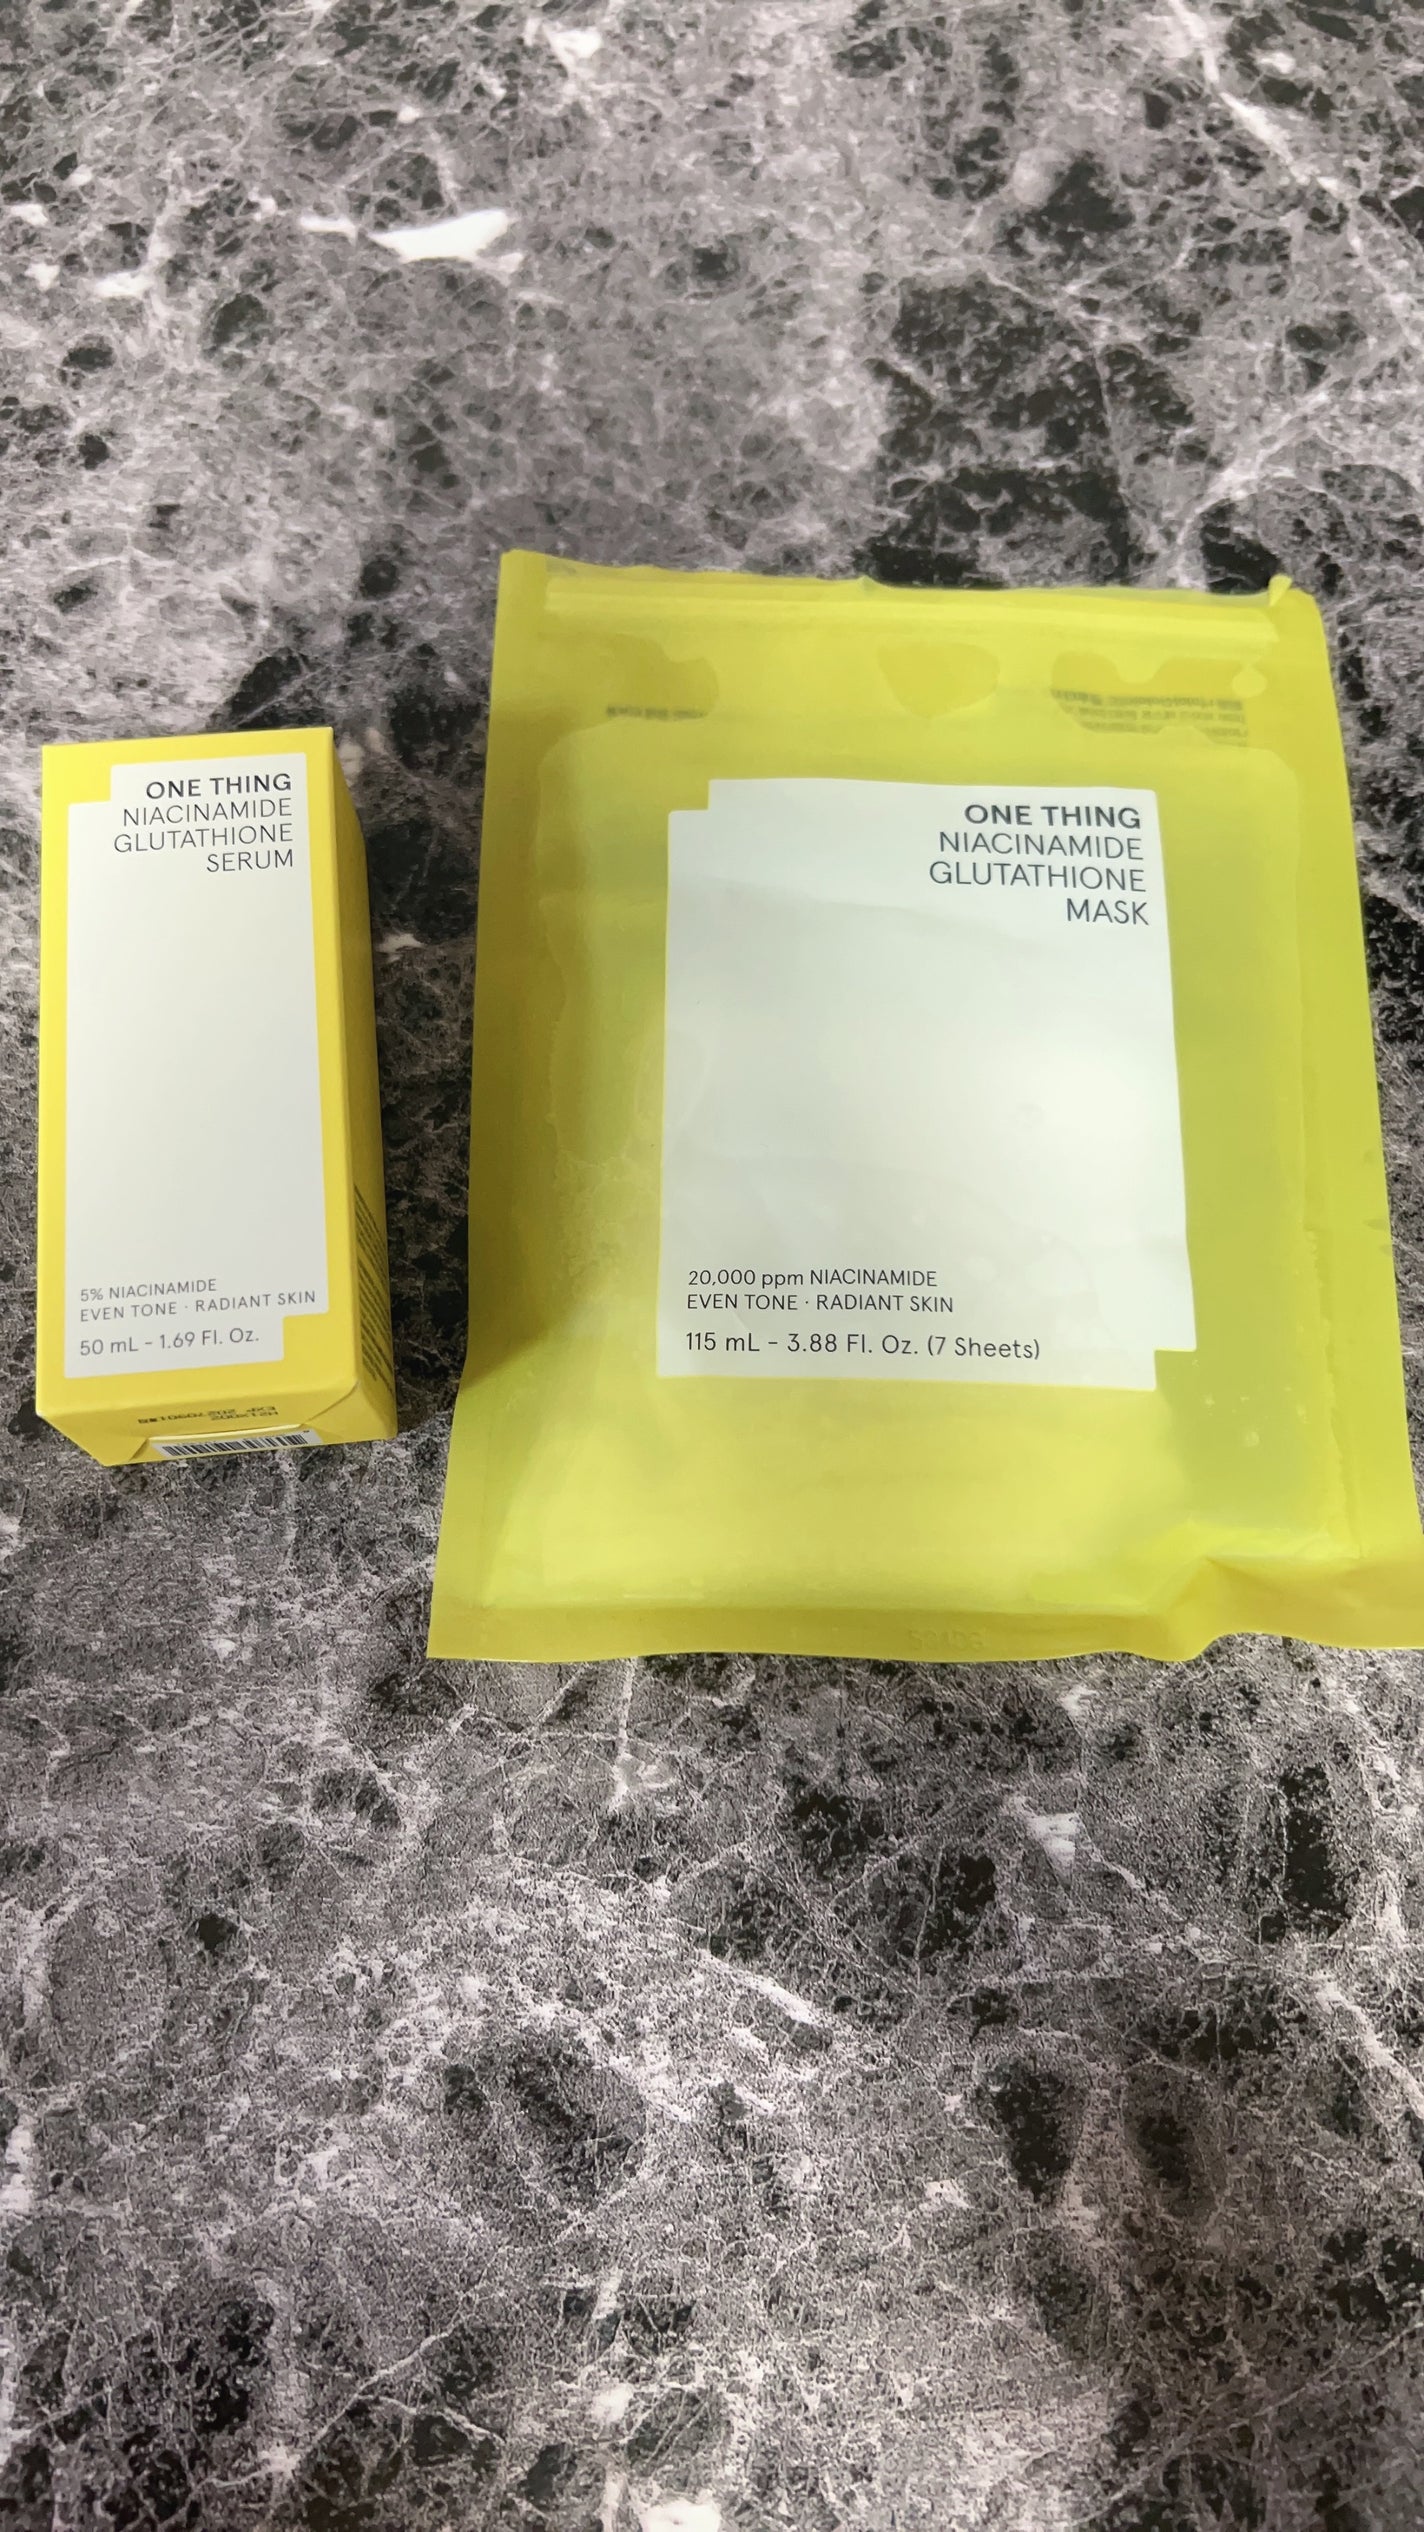 ONE THING
NIACINAMIDE
GLUTATHIONE
SERUM
5% NIACINAMIDE
EVEN TONE · RADIANT SKIN
50 mL – 1.69 Fl. Oz.
ONE THING
NIACINAMIDE
GLUTATHIONE
MASK
20,000 ppm NIACINAMIDE
EVEN TONE · RADIANT SKIN
115 mL – 3.88 Fl. Oz. (7 Sheets)